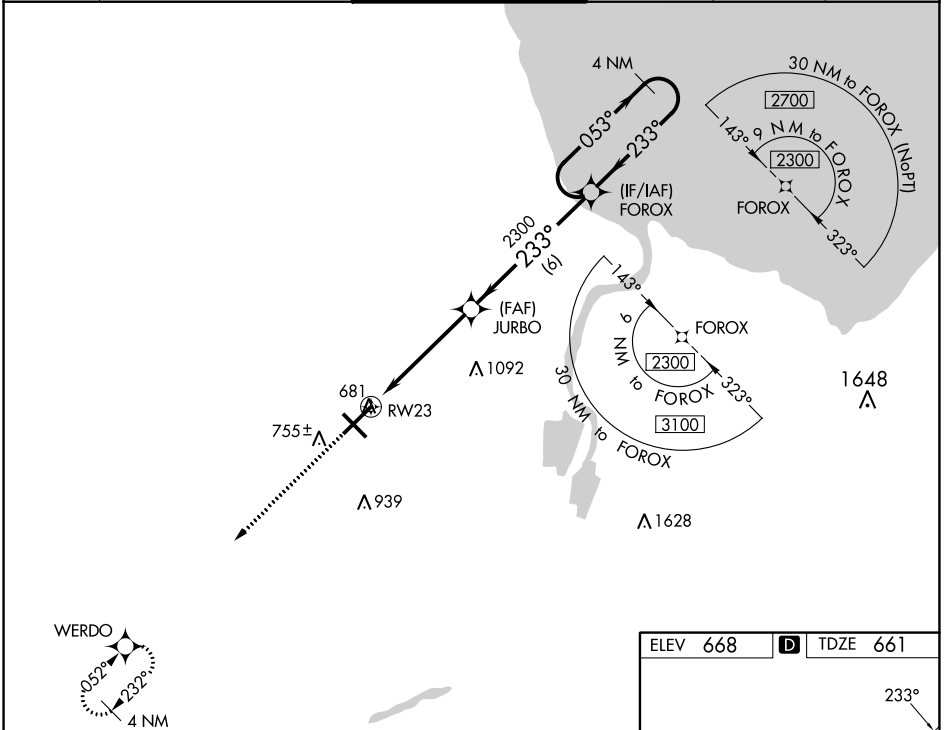 4 NM
053°
233°
(IF/IAF)
FOROX
30 NM to FOROX (NoPT)
2700
143°
9 NM to FOROX
2300
FOROX
323°
2300
233°
(6)
(FAF)
JURBO
143°
FOROX
9 NM to FOROX
2300
323°
30 NM to FOROX
3100
1092
1648
681
RW23
755±
939
1628
WERDO
052°
232°
4 NM
ELEV 668 D TDZE 661
233°